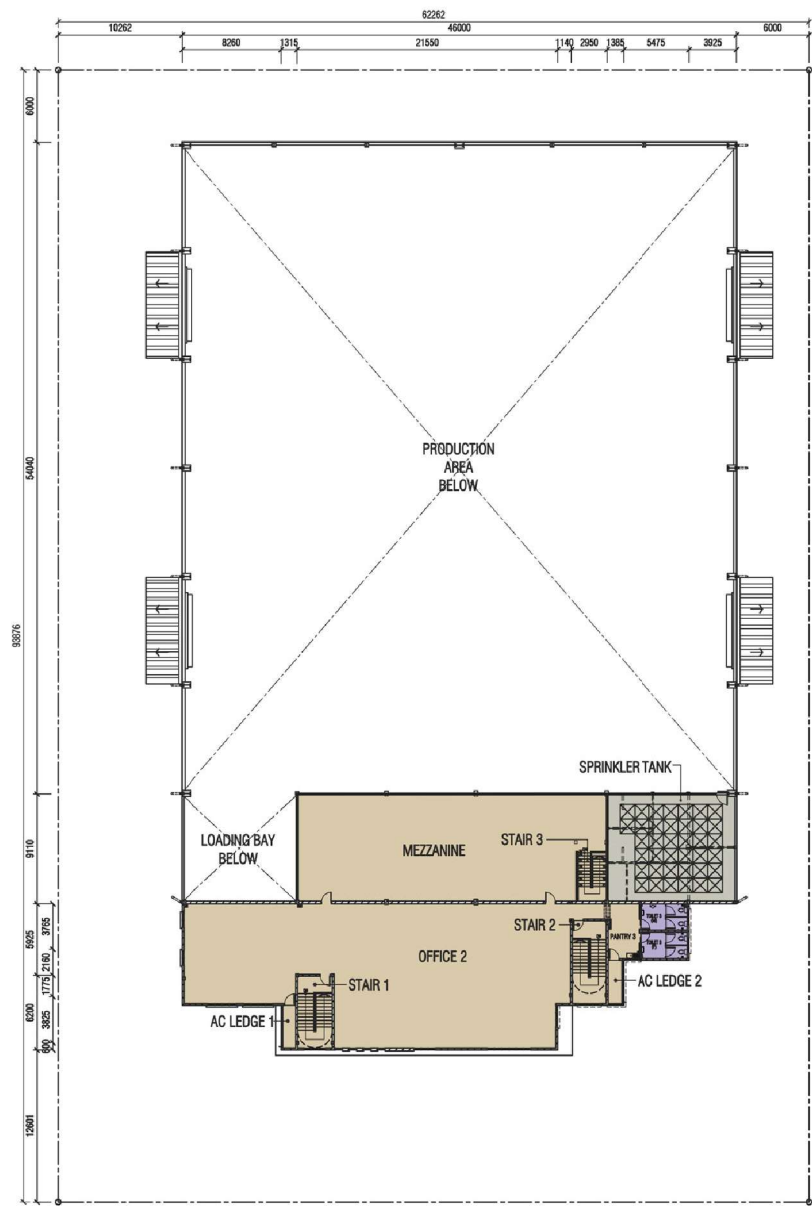 62262
10262
46000
6000
8260
1315
21550
1140
2950
1385
5475
3925
6000
54040
93876
PRODUCTION
AREA
BELOW
SPRINKLER TANK
9110
LOADING BAY
BELOW
MEZZANINE
STAIR 3
5925
3765
STAIR 2
PANTRY 3
2160
OFFICE 2
1775
STAIR 1
AC LEDGE 2
6200
3825
AC LEDGE 1
600
12601